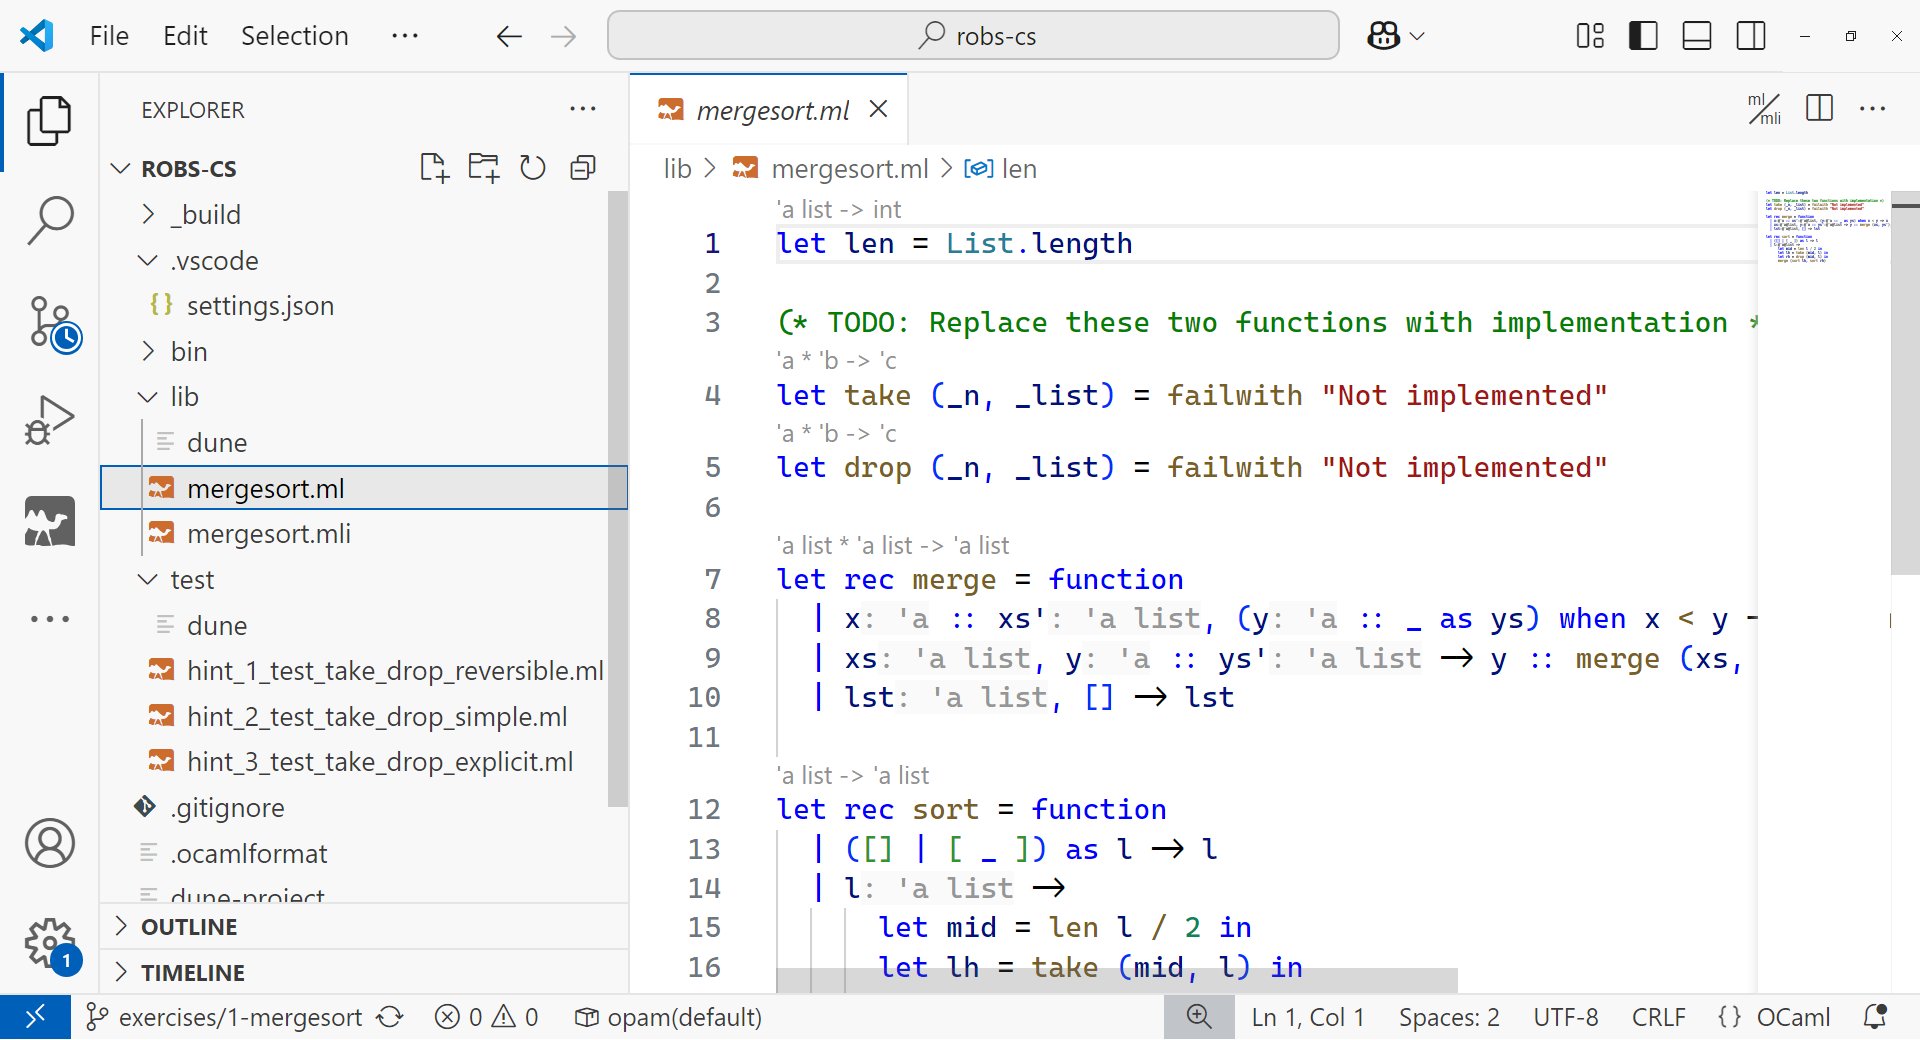 File Edit Selection ···
robs-cs
EXPLORER ···
ROBS-CS
_build
.vscode
{} settings.json
bin
lib
dune
mergesort.ml
mergesort.mli
test
dune
hint_1_test_take_drop_reversible.ml
hint_2_test_take_drop_simple.ml
hint_3_test_take_drop_explicit.ml
.gitignore
.ocamlformat
dune-project
OUTLINE
TIMELINE
mergesort.ml
ml/mli
lib > mergesort.ml > len
'a list -> int
1 let len = List.length
2
3 (* TODO: Replace these two functions with implementation *
'a * 'b -> 'c
4 let take (_n, _list) = failwith "Not implemented"
'a * 'b -> 'c
5 let drop (_n, _list) = failwith "Not implemented"
6
'a list * 'a list -> 'a list
7 let rec merge = function
8 | x: 'a :: xs': 'a list, (y: 'a :: _ as ys) when x < y -
9 | xs: 'a list, y: 'a :: ys': 'a list -> y :: merge (xs,
10 | lst: 'a list, [] -> lst
11
'a list -> 'a list
12 let rec sort = function
13 | ([] | [ _ ]) as l -> l
14 | l: 'a list ->
15 let mid = len l / 2 in
16 let lh = take (mid, l) in
1
exercises/1-mergesort 0 0 opam(default) Ln 1, Col 1 Spaces: 2 UTF-8 CRLF {} OCaml